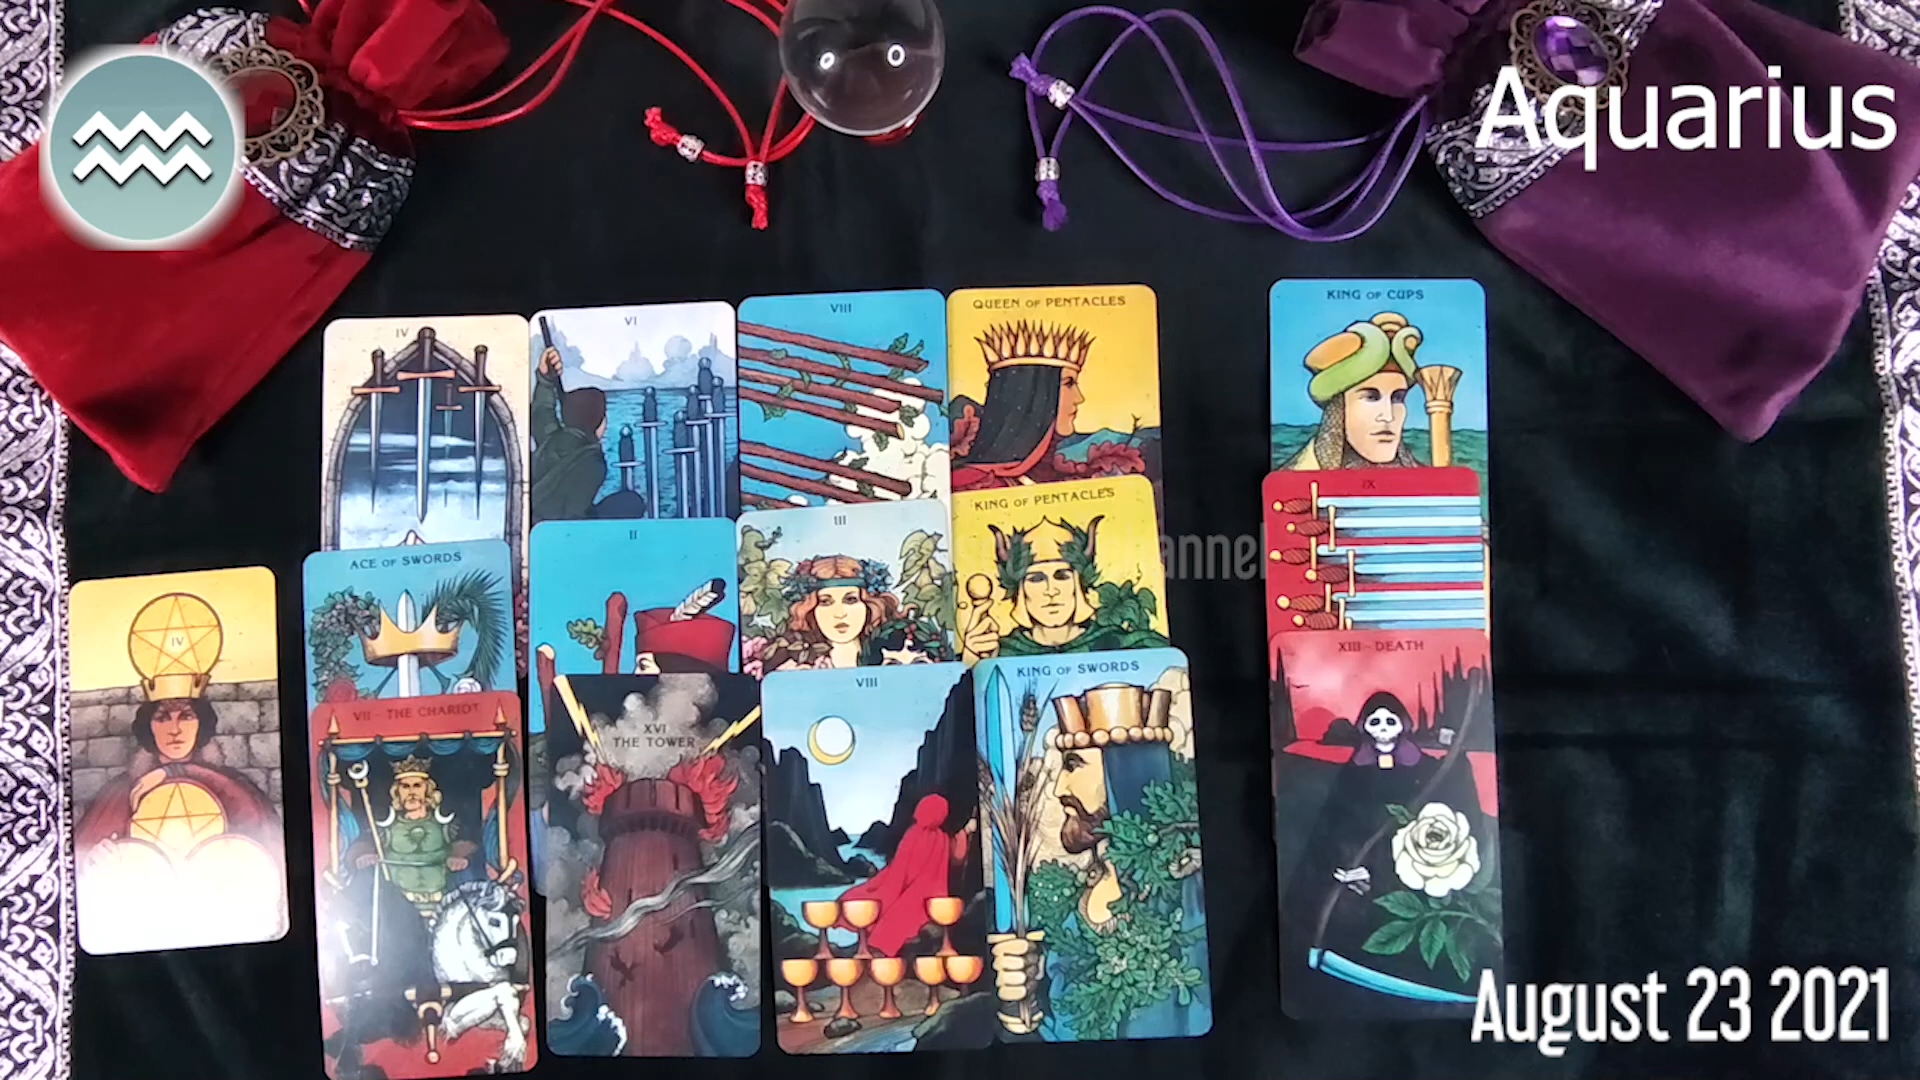 Aquarius
VIII
QUEEN OF PENTACLES
KING OF CUPS
IV
VI
KING OF PENTACLES
IX
III
II
ACE OF SWORDS
annel
IV
XIII - DEATH
KING OF SWORDS
VIII
VII - THE CHARIOT
XVI
THE TOWER
August 23 2021